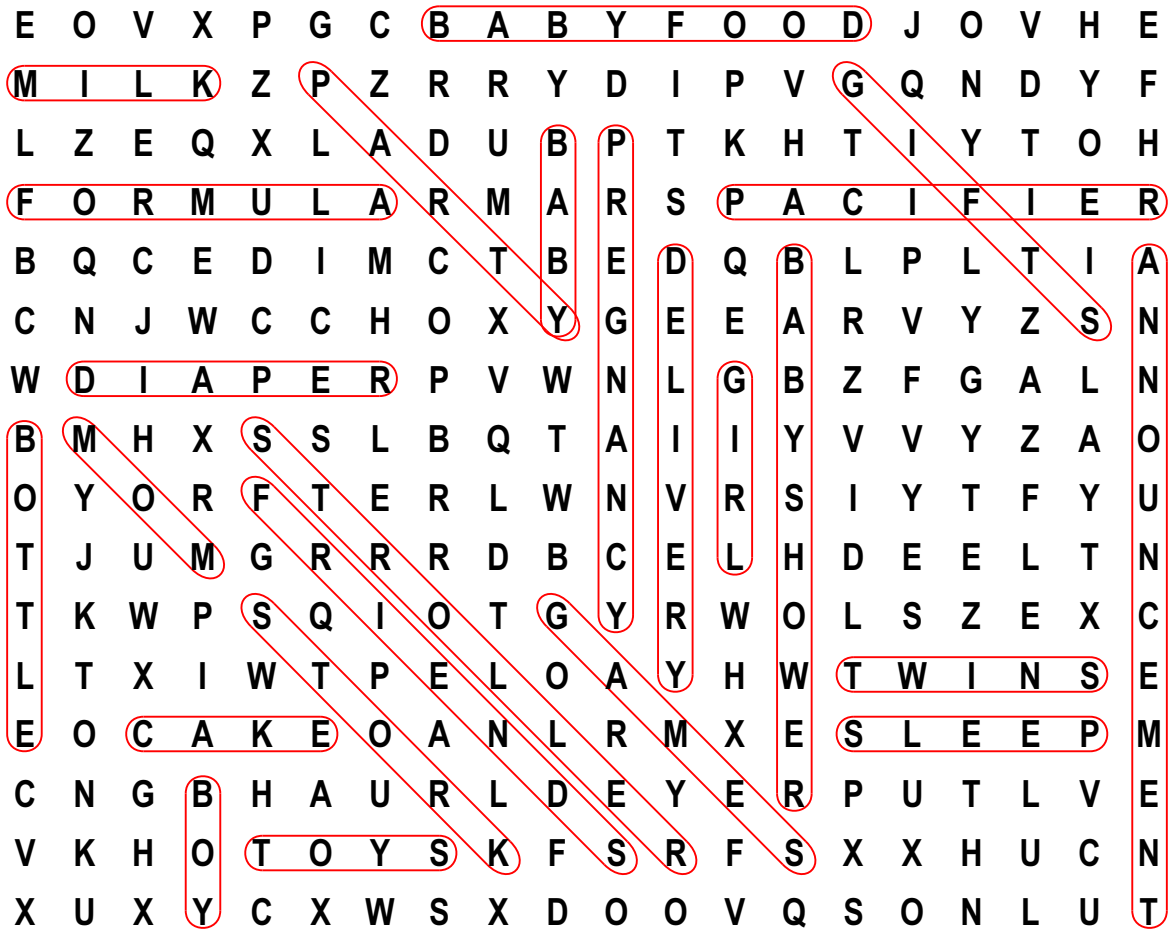 E O V X P G C B A B Y F O O D J O V H E
M I L K Z P Z R R Y D I P V G Q N D Y F
L Z E Q X L A D U B P T K H T I Y T O H
F O R M U L A R M A R S P A C I F I E R
B Q C E D I M C T B E D Q B L P L T I A
C N J W C C H O X Y G E E A R V Y Z S N
W D I A P E R P V W N L G B Z F G A L N
B M H X S S L B Q T A I I Y V V Y Z A O
O Y O R F T E R L W N V R S I Y T F Y U
T J U M G R R R D B C E L H D E E L T N
T K W P S Q I O T G Y R W O L S Z E X C
L T X I W T P E L O A Y H W T W I N S E
E O C A K E O A N L R M X E S L E E P M
C N G B H A U R L D E Y E R P U T L V E
V K H O T O Y S K F S R F S X X H U C N
X U X Y C X W S X D O O V Q S O N L U T